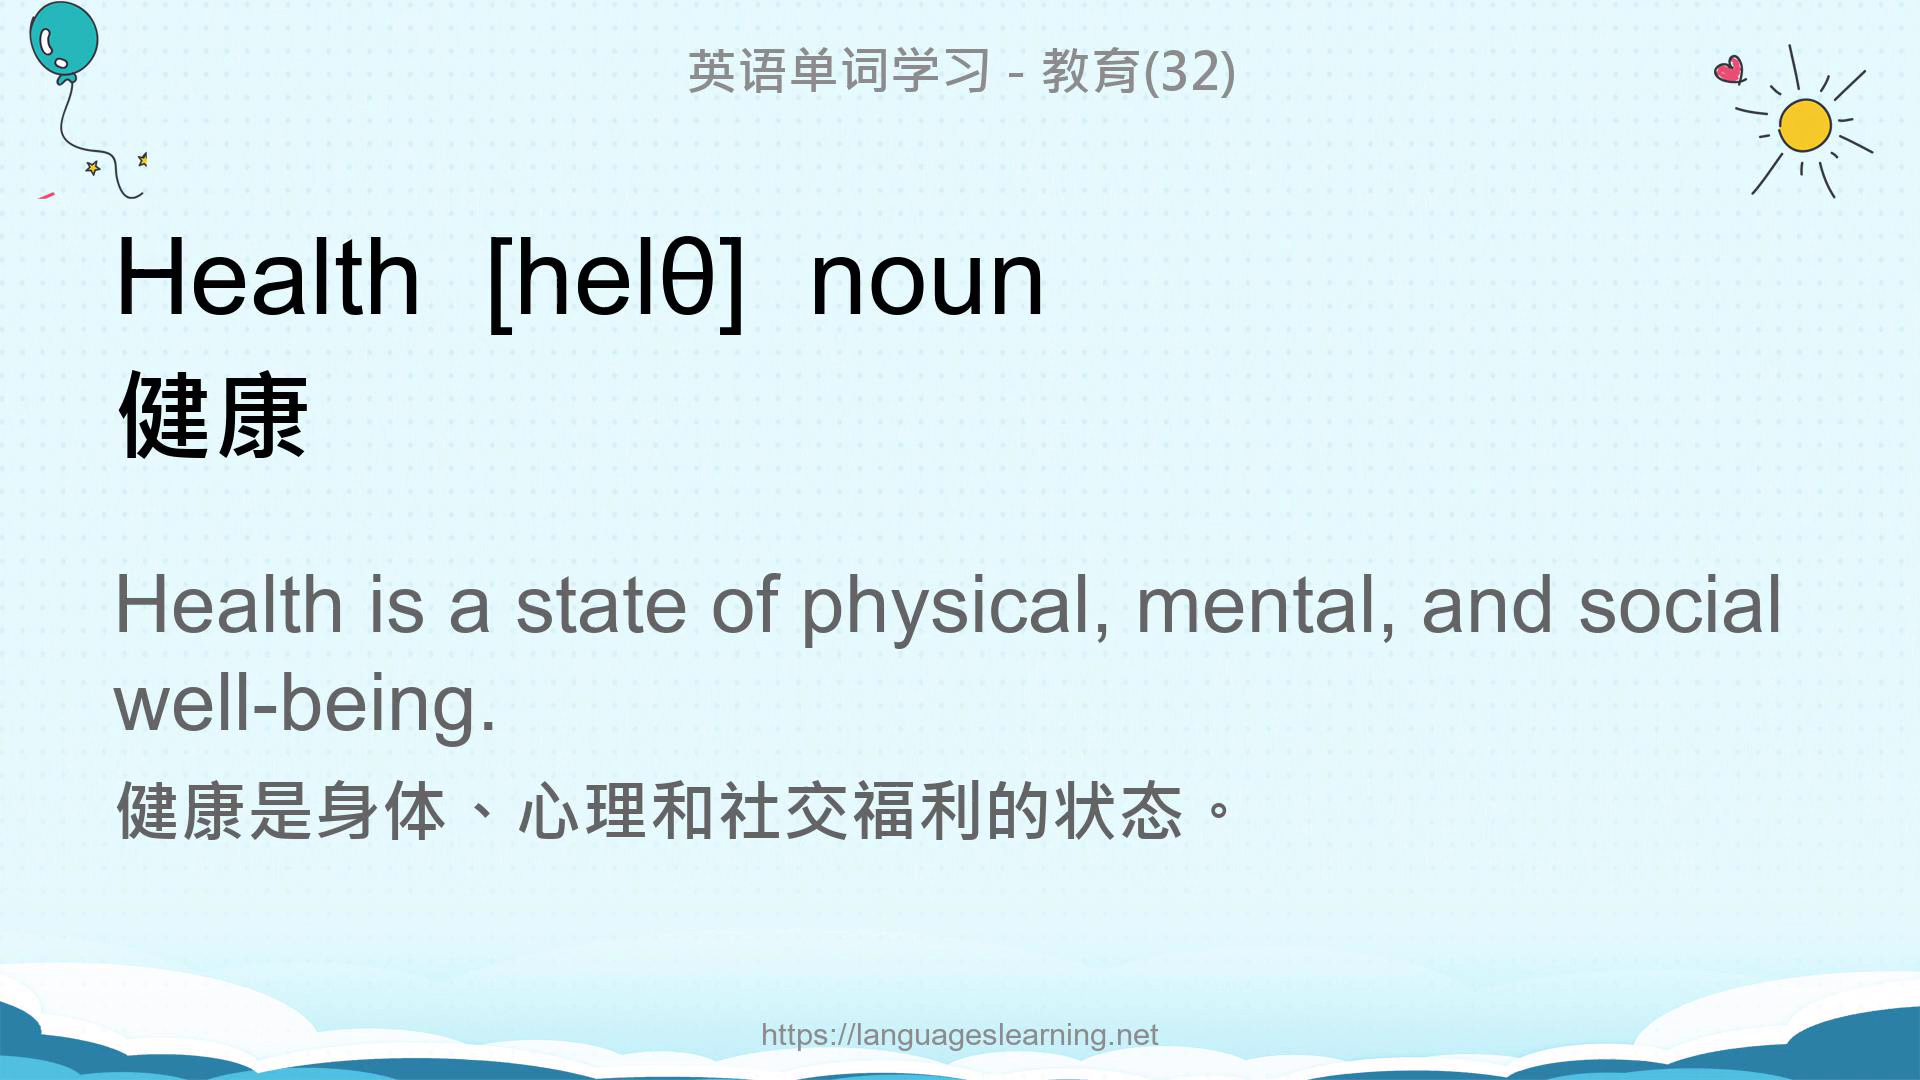 英语单词学习 - 教育(32)
Health [helθ] noun
健康
Health is a state of physical, mental, and social
well-being.
健康是身体、心理和社交福利的状态。
https://languageslearning.net